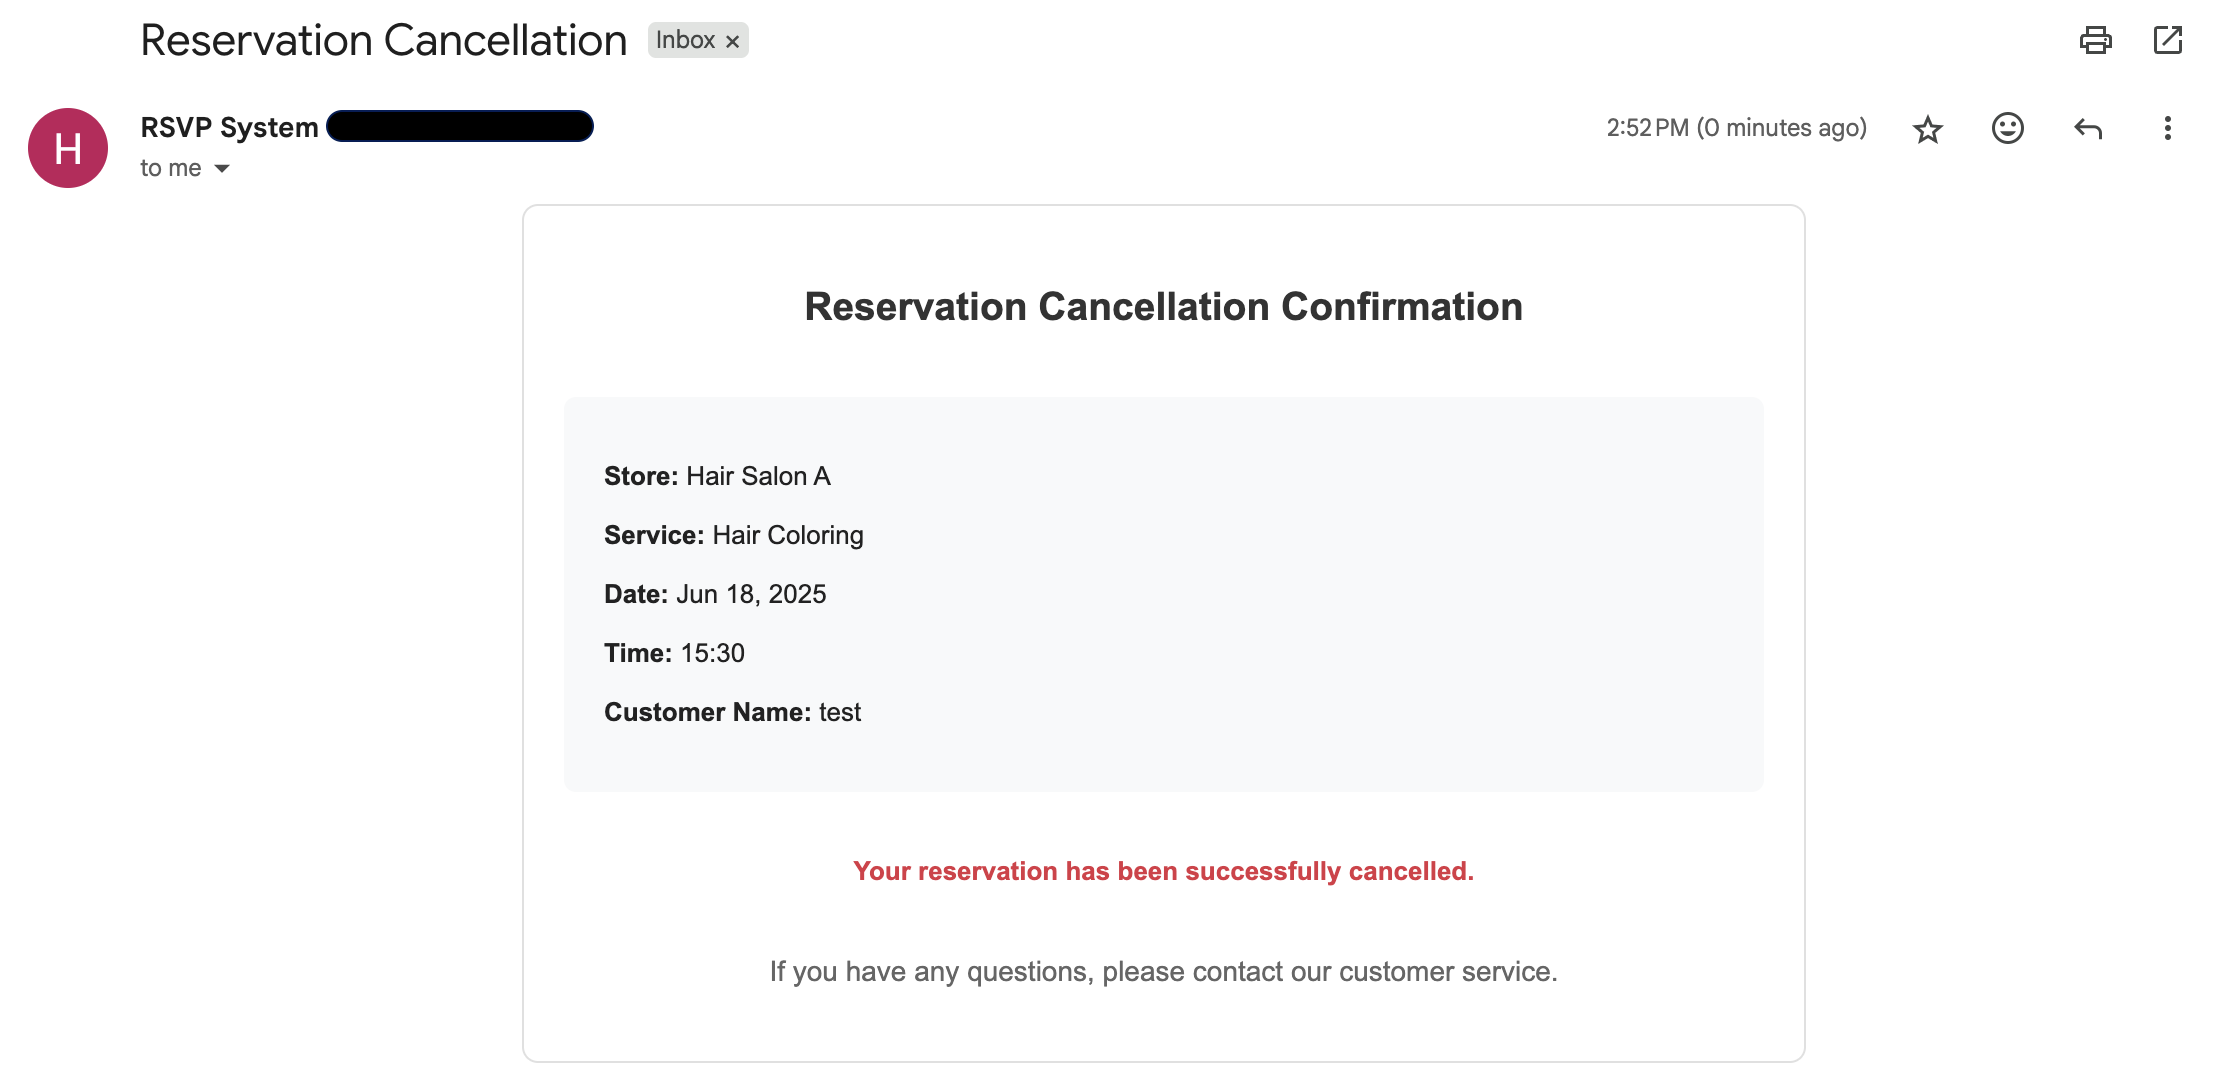 Reservation Cancellation Inbox ×
H
RSVP System
2:52 PM (0 minutes ago)
to me
Reservation Cancellation Confirmation
Store: Hair Salon A
Service: Hair Coloring
Date: Jun 18, 2025
Time: 15:30
Customer Name: test
Your reservation has been successfully cancelled.
If you have any questions, please contact our customer service.